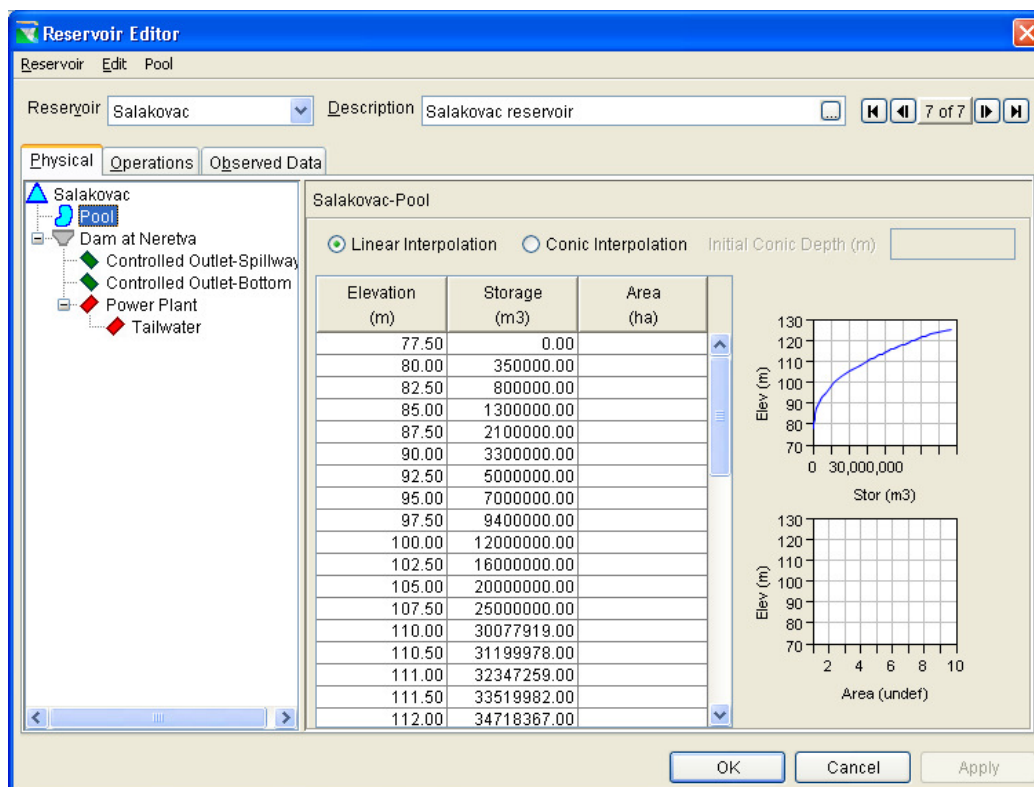 Reservoir Editor
Reservoir Edit Pool
Reservoir Salakovac Description Salakovac reservoir ... 7 of 7
Physical Operations Observed Data
Salakovac
Pool
Dam at Neretva
Controlled Outlet-Spillway
Controlled Outlet-Bottom
Power Plant
Tailwater
Salakovac-Pool
Linear Interpolation Conic Interpolation Initial Conic Depth (m)
Elevation Storage Area
(m) (m3) (ha)
77.50 0.00
80.00 350000.00
82.50 800000.00
85.00 1300000.00
87.50 2100000.00
90.00 3300000.00
92.50 5000000.00
95.00 7000000.00
97.50 9400000.00
100.00 12000000.00
102.50 16000000.00
105.00 20000000.00
107.50 25000000.00
110.00 30077919.00
110.50 31199978.00
111.00 32347259.00
111.50 33519982.00
112.00 34718367.00
130
120
110
100
90
80
70
Elev (m)
0 30,000,000
Stor (m3)
130
120
110
100
90
80
70
Elev (m)
2 4 6 8 10
Area (undef)
OK Cancel Apply